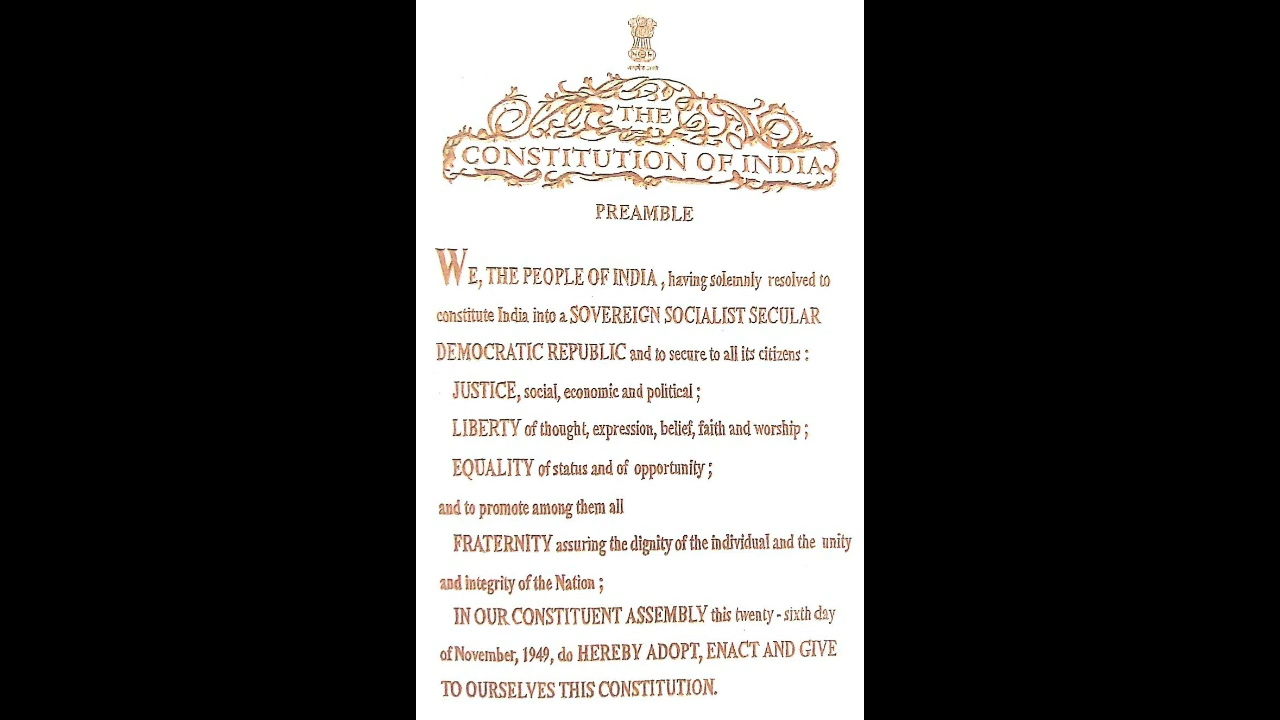 THE
CONSTITUTION OF INDIA
PREAMBLE
WE, THE PEOPLE OF INDIA, having solemnly resolved to
constitute India into a SOVEREIGN SOCIALIST SECULAR
DEMOCRATIC REPUBLIC and to secure to all its citizens :
JUSTICE, social, economic and political ;
LIBERTY of thought, expression, belief, faith and worship ;
EQUALITY of status and of opportunity ;
and to promote among them all
FRATERNITY assuring the dignity of the individual and the unity
and integrity of the Nation ;
IN OUR CONSTITUENT ASSEMBLY this twenty - sixth day
of November, 1949, do HEREBY ADOPT, ENACT AND GIVE
TO OURSELVES THIS CONSTITUTION.